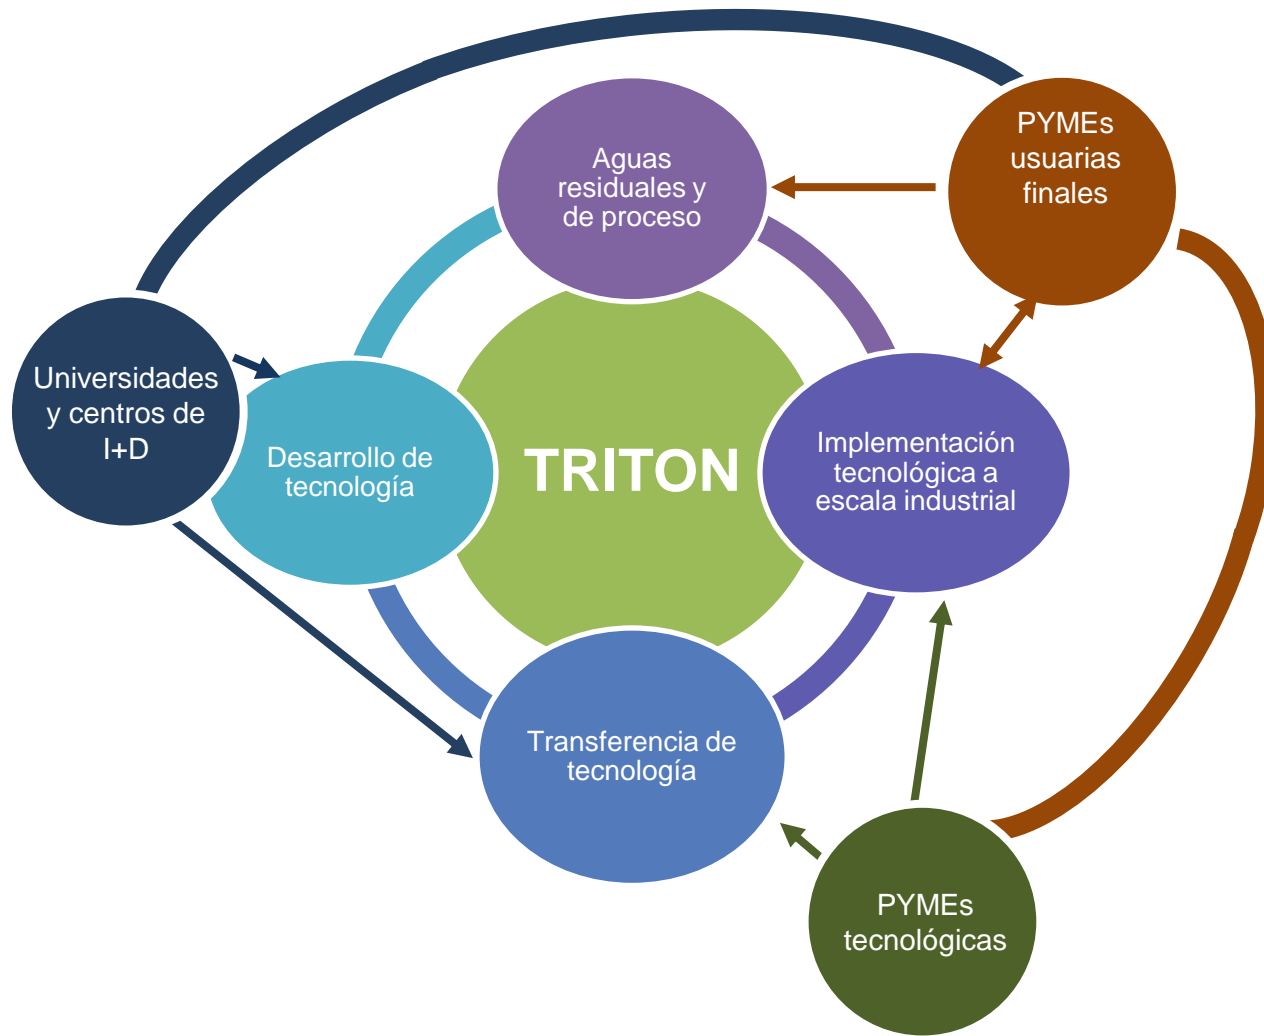 PYMEs
usuarias
finales
Aguas
residuales y
de proceso
Universidades
y centros de
I+D
Desarrollo de
tecnología
TRITON
Implementación
tecnológica a
escala industrial
Transferencia de
tecnología
PYMEs
tecnológicas